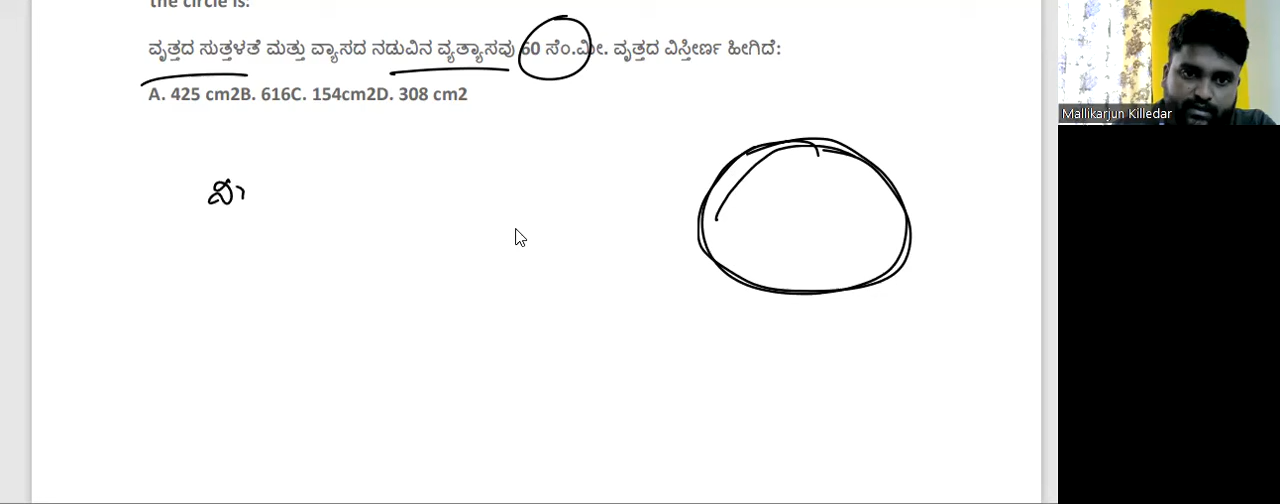 the circle is:
ವೃತ್ತದ ಸುತ್ತಳತೆ ಮತ್ತು ವ್ಯಾಸದ ನಡುವಿನ ವ್ಯತ್ಯಾಸವು 60 ಸೆಂ.ಮೀ. ವೃತ್ತದ ವಿಸ್ತೀರ್ಣ ಹೀಗಿದೆ:
A. 425 cm2B. 616C. 154cm2D. 308 cm2
Mallikarjun Killedar